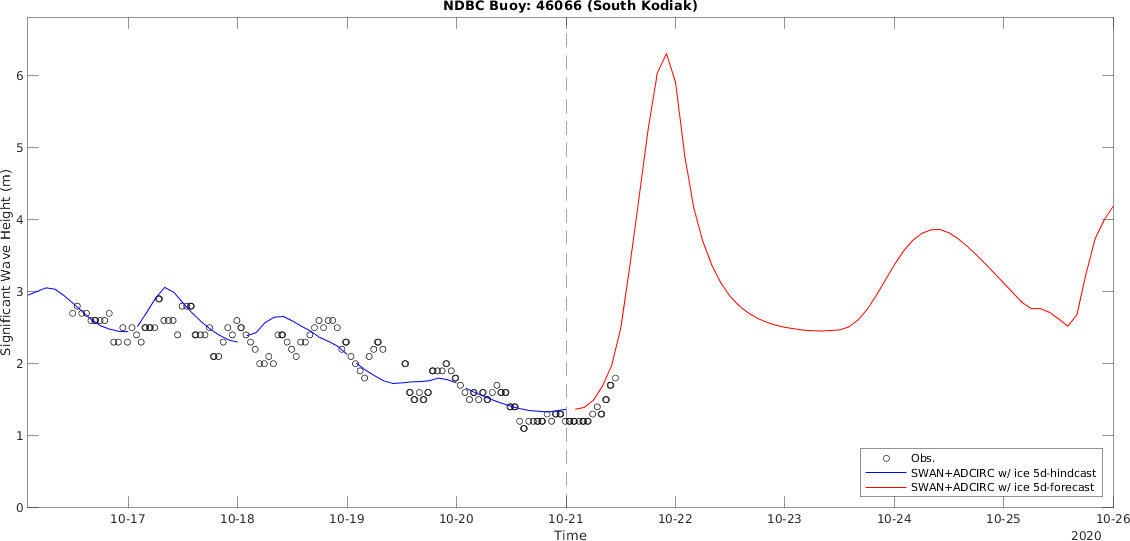 NDBC Buoy: 46066 (South Kodiak)
Significant Wave Height (m)
6
5
4
3
2
1
0
Obs.
SWAN+ADCIRC w/ ice 5d-hindcast
SWAN+ADCIRC w/ ice 5d-forecast
10-17 10-18 10-19 10-20 10-21 10-22 10-23 10-24 10-25 10-26
Time 2020